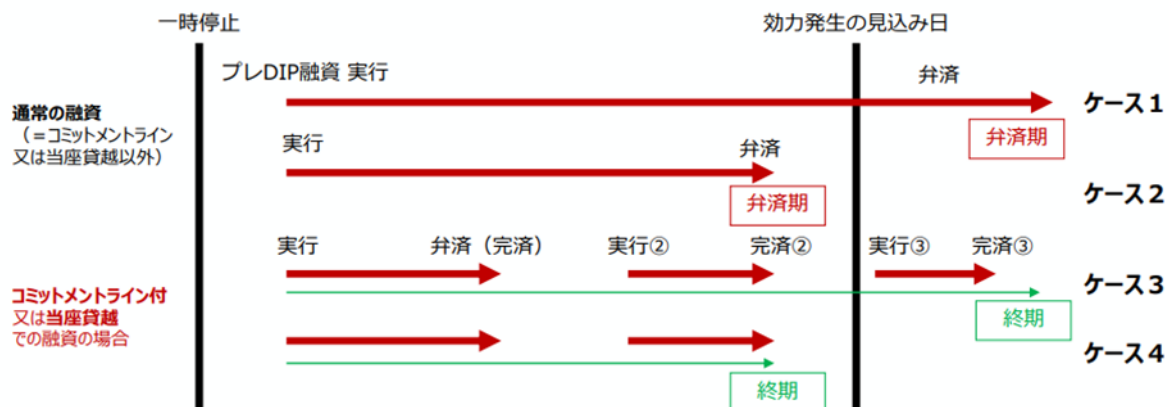 一時停止
効力発生の見込み日
プレDIP融資 実行
弁済
ケース1
通常の融資
（＝コミットメントライン
又は当座貸越以外）
弁済期
実行
弁済
弁済期
ケース2
実行
弁済（完済）
実行②
完済②
実行③
完済③
ケース3
コミットメントライン付
又は当座貸越
での融資の場合
終期
ケース4
終期